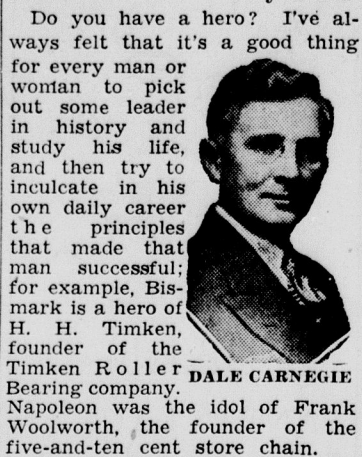 Do you have a hero? I've al-
ways felt that it's a good thing
for every man or
woman to pick
out some leader
in history and
study his life,
and then try to
inculcate in his
own daily career
the principles
that made that
man successful;
for example, Bis-
mark is a hero of
H. H. Timken,
founder of the
Timken Roller
Bearing company.
DALE CARNEGIE
Napoleon was the idol of Frank
Woolworth, the founder of the
five-and-ten cent store chain.